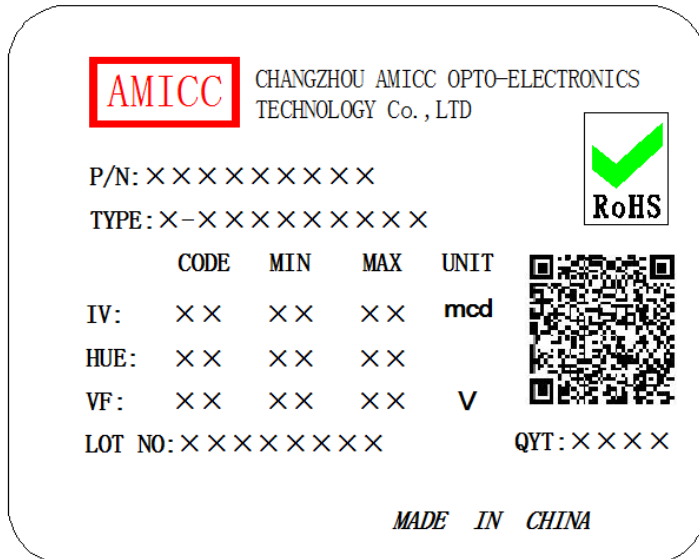 AMICC
CHANGZHOU AMICC OPTO-ELECTRONICS
TECHNOLOGY Co.,LTD
RoHS
P/N:×××××××××
TYPE:×-×××××××××
CODE MIN MAX UNIT
IV: ×× ×× ×× mcd
HUE: ×× ×× ××
VF: ×× ×× ×× V
LOT NO:××××××××
QYT:××××
MADE IN CHINA